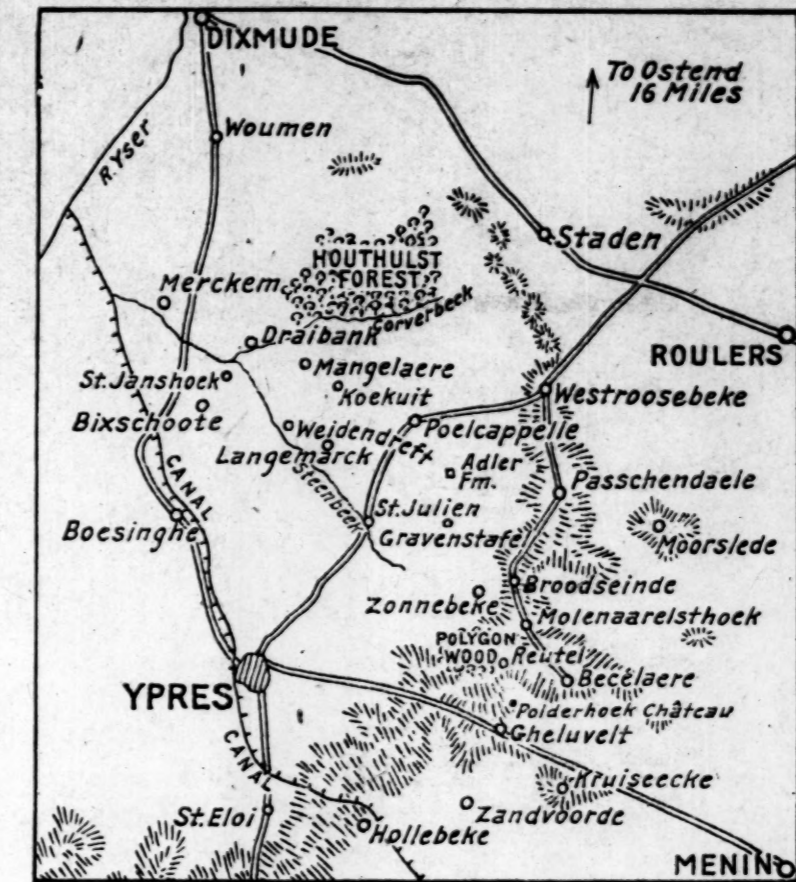 DIXMUDE
To Ostend
16 Miles
Woumen
R. Yser
Staden
HOUTHULST
FOREST
Merckem
Corverbeek
Draibank
ROULERS
Mangelaere
St. Janshoek
Koekuit
Westroosebeke
Bixschoote
Poelcappelle
Weidendreft
Langemarck
Adler
Fm.
Steenbeek
CANAL
Passchendaele
St. Julien
Boesinghe
Gravenstafel
Moorslede
Broodseinde
Zonnebeke
Molenaarelsthoek
POLYGON
WOOD
Reutel
Becelaere
YPRES
Polderhoek Château
Gheluvelt
CANAL
Kruiseecke
Zandvoorde
St. Eloi
Hollebeke
MENIN